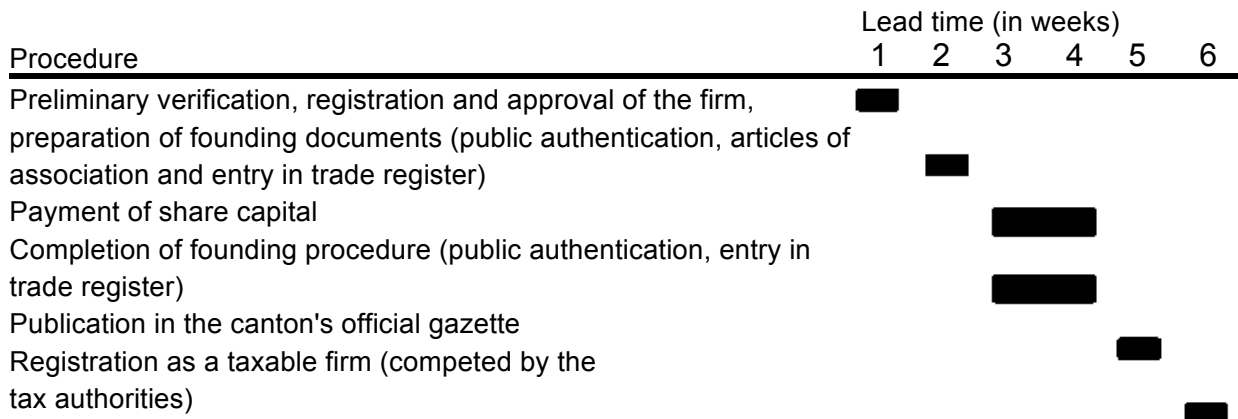 Lead time (in weeks)
Procedure 1 2 3 4 5 6
Preliminary verification, registration and approval of the firm,
preparation of founding documents (public authentication, articles of
association and entry in trade register)
Payment of share capital
Completion of founding procedure (public authentication, entry in
trade register)
Publication in the canton's official gazette
Registration as a taxable firm (competed by the
tax authorities)